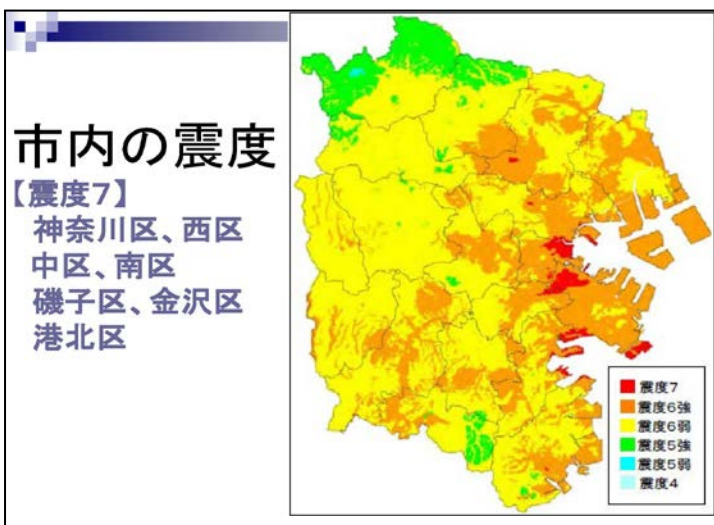 市内の震度
【震度7】
神奈川区、西区
中区、南区
磯子区、金沢区
港北区
震度7
震度6強
震度6弱
震度5強
震度5弱
震度4